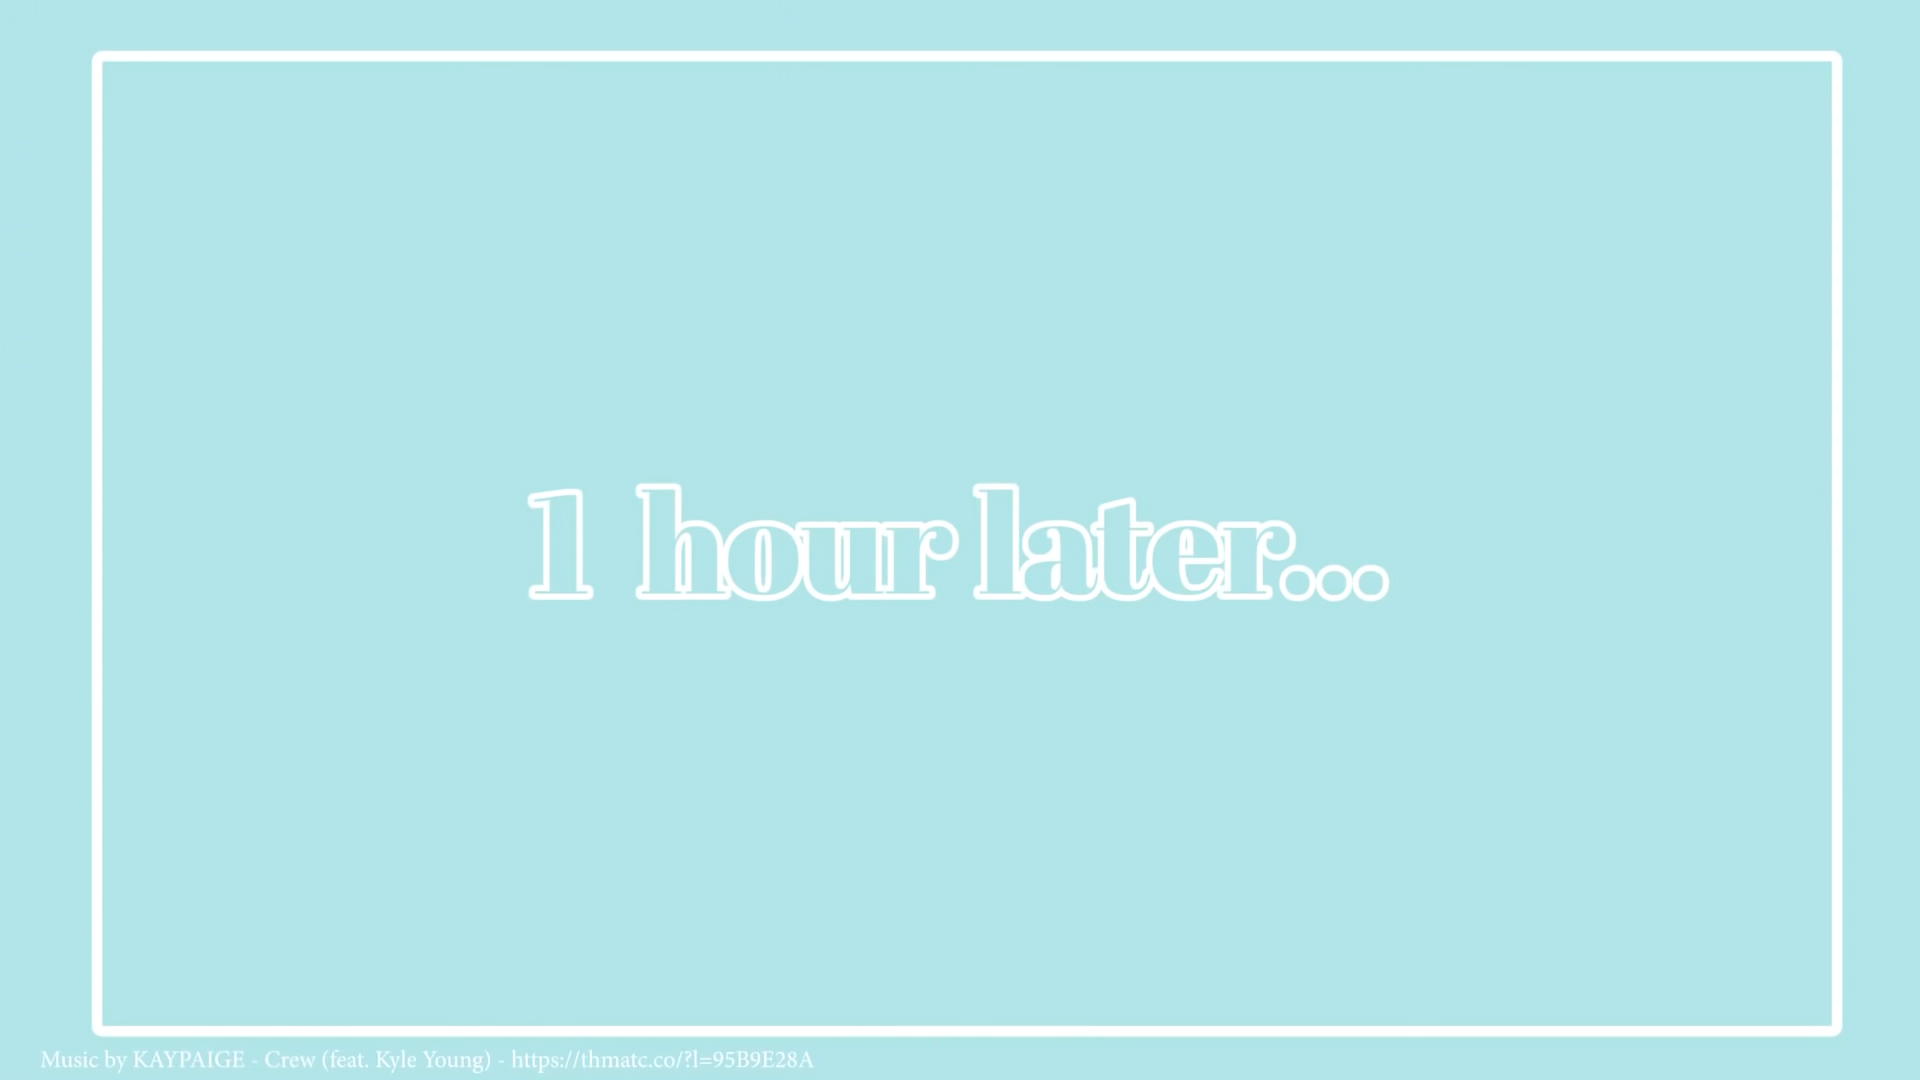 1 hour later...
Music by KAYPAIGE - Crew (feat. Kyle Young) - https://thmatc.co/?l=95B9E28A